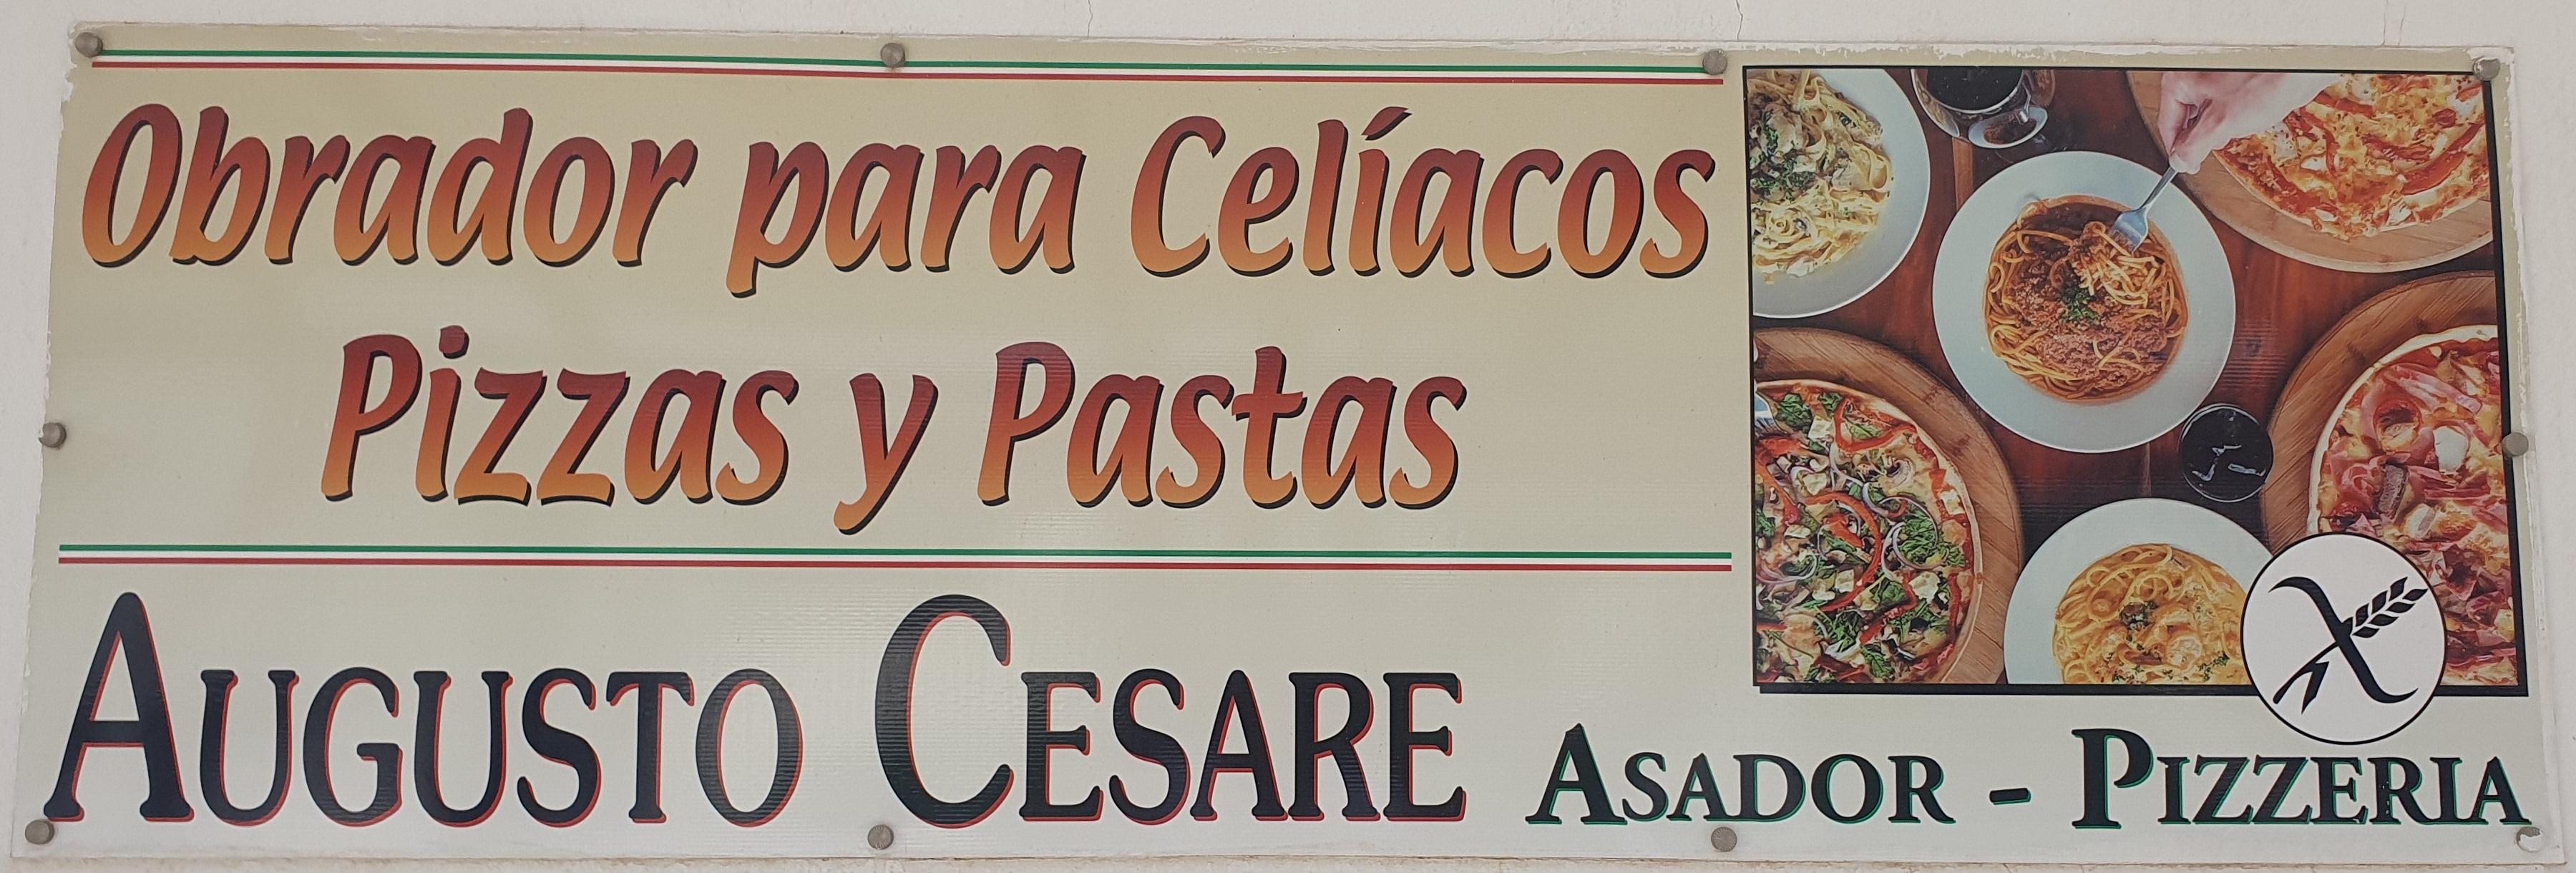 Obrador para Celíacos
Pizzas y Pastas
AUGUSTO CESARE ASADOR - PIZZERIA